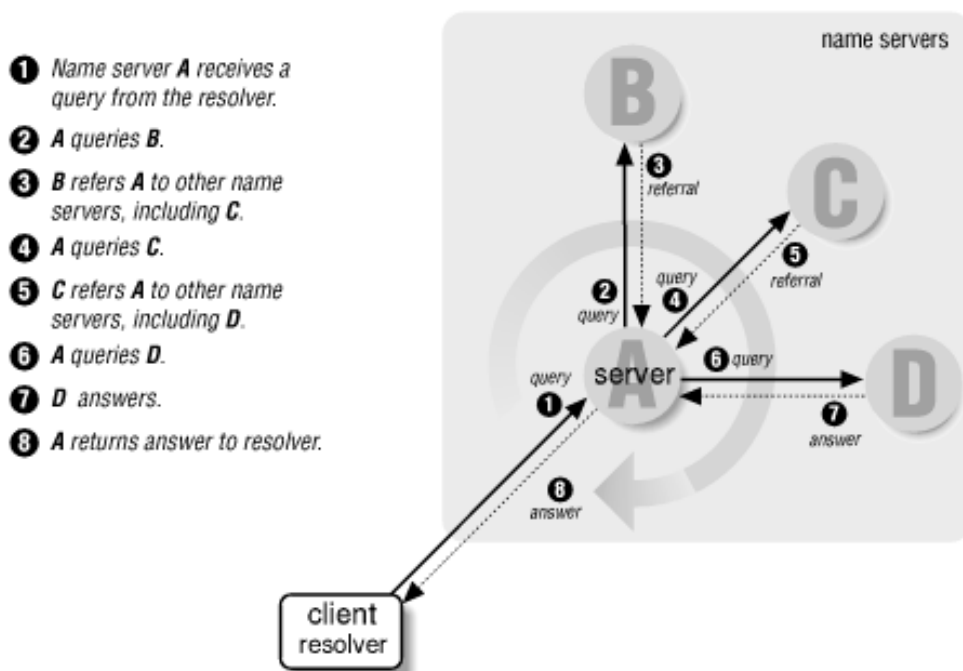 name servers
1 Name server A receives a
query from the resolver.
2 A queries B.
3 B refers A to other name
servers, including C.
4 A queries C.
5 C refers A to other name
servers, including D.
6 A queries D.
7 D answers.
8 A returns answer to resolver.
B
3
referral
C
5
referral
query
4
2
query
A
server
6 query
D
7
answer
query
1
8
answer
client
resolver